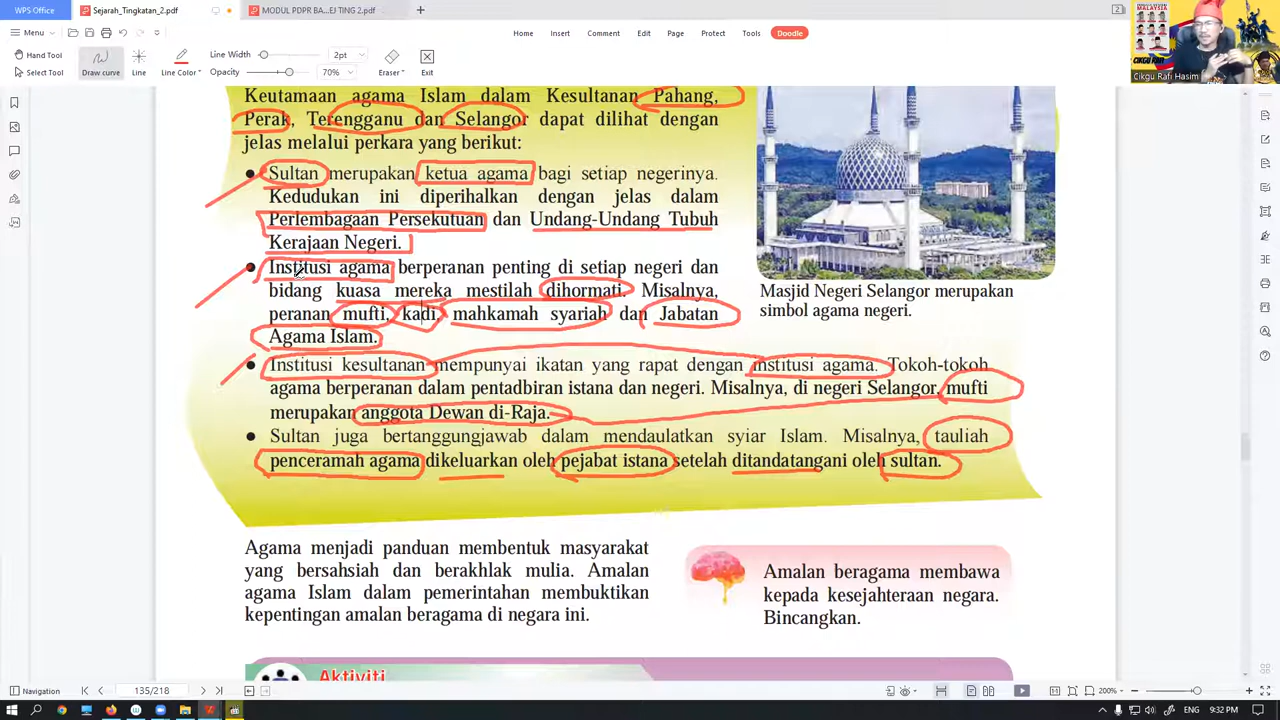 WPS Office
Sejarah_Tingkatan_2.pdf
MODUL PDPR BA...EJ TING 2.pdf
Menu
Home
Insert
Comment
Edit
Page
Protect
Tools
Doodle
Hand Tool
Select Tool
Draw curve
Line
Line Color
Line Width
2pt
Opacity
70%
Eraser
Exit
MALAYSIA
CIKGU RAFI
Cikgu Rafi Hasim
Keutamaan agama Islam dalam Kesultanan Pahang,
Perak, Terengganu dan Selangor dapat dilihat dengan
jelas melalui perkara yang berikut:
● Sultan merupakan ketua agama bagi setiap negerinya.
Kedudukan ini diperihalkan dengan jelas dalam
Perlembagaan Persekutuan dan Undang-Undang Tubuh
Kerajaan Negeri.
● Institusi agama berperanan penting di setiap negeri dan
bidang kuasa mereka mestilah dihormati. Misalnya,
peranan mufti, kadi, mahkamah syariah dan Jabatan
Agama Islam.
● Institusi kesultanan mempunyai ikatan yang rapat dengan institusi agama. Tokoh-tokoh
agama berperanan dalam pentadbiran istana dan negeri. Misalnya, di negeri Selangor, mufti
merupakan anggota Dewan di-Raja.
● Sultan juga bertanggungjawab dalam mendaulatkan syiar Islam. Misalnya, tauliah
penceramah agama dikeluarkan oleh pejabat istana setelah ditandatangani oleh sultan.
Masjid Negeri Selangor merupakan
simbol agama negeri.
Agama menjadi panduan membentuk masyarakat
yang bersahsiah dan berakhlak mulia. Amalan
agama Islam dalam pemerintahan membuktikan
kepentingan amalan beragama di negara ini.
Amalan beragama membawa
kepada kesejahteraan negara.
Bincangkan.
Aktiviti
Navigation
135/218
200%
ENG
9:32 PM